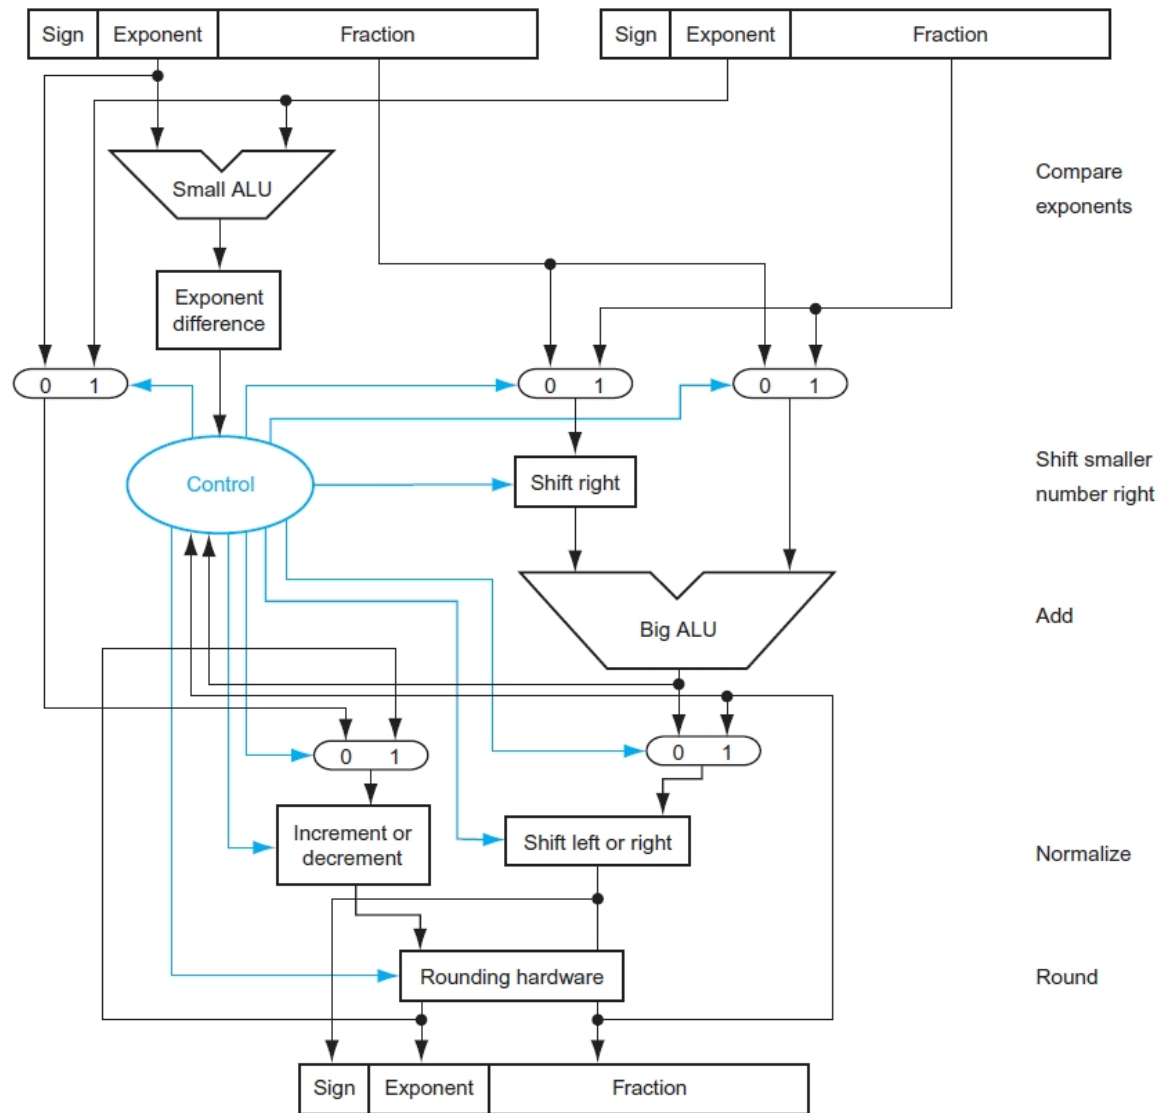 Sign Exponent Fraction Sign Exponent Fraction
Small ALU
Compare
exponents
Exponent
difference
0 1 0 1 0 1
Control
Shift right
Shift smaller
number right
Big ALU
Add
0 1 0 1
Increment or
decrement
Shift left or right
Normalize
Rounding hardware
Round
Sign Exponent Fraction